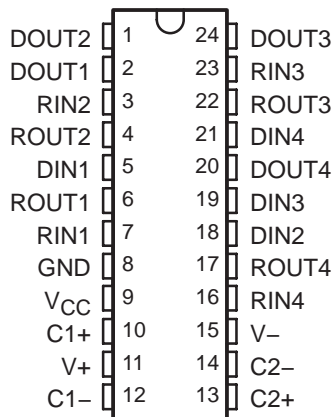 DOUT2 1 24 DOUT3
DOUT1 2 23 RIN3
RIN2 3 22 ROUT3
ROUT2 4 21 DIN4
DIN1 5 20 DOUT4
ROUT1 6 19 DIN3
RIN1 7 18 DIN2
GND 8 17 ROUT4
VCC 9 16 RIN4
C1+ 10 15 V−
V+ 11 14 C2−
C1− 12 13 C2+